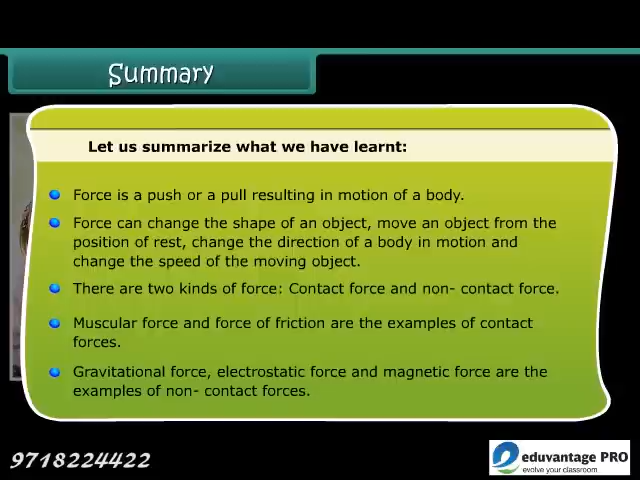 Summary
Let us summarize what we have learnt:
Force is a push or a pull resulting in motion of a body.
Force can change the shape of an object, move an object from the
position of rest, change the direction of a body in motion and
change the speed of the moving object.
There are two kinds of force: Contact force and non- contact force.
Muscular force and force of friction are the examples of contact
forces.
Gravitational force, electrostatic force and magnetic force are the
examples of non- contact forces.
9718224422
eduvantage PRO
evolve your classroom